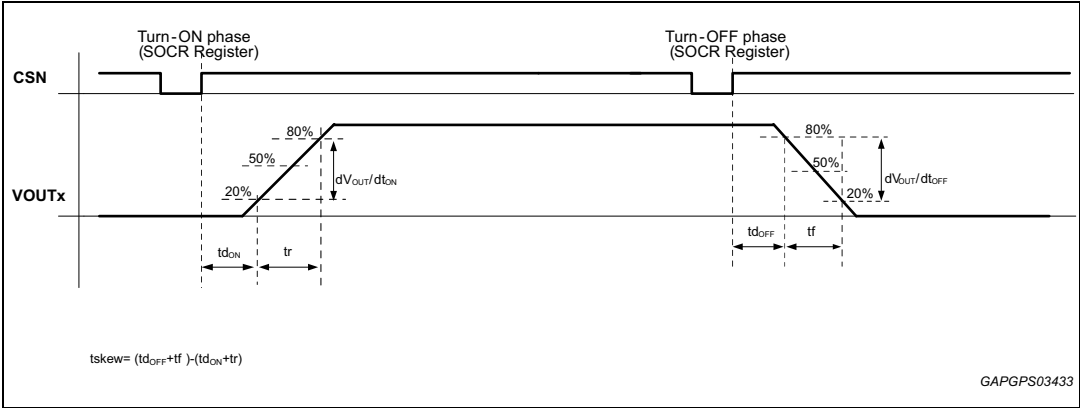 Turn-ON phase
(SOCR Register)
Turn-OFF phase
(SOCR Register)
CSN
80%
50%
20%
dVOUT/dtON
80%
50%
20%
dVOUT/dtOFF
VOUTx
tdON
tr
tdOFF
tf
tskew= (tdOFF+tf )-(tdON+tr)
GAPGPS03433